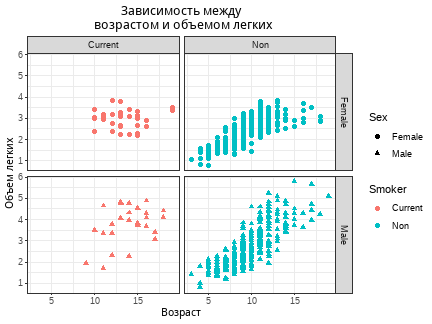 Зависимость между
возрастом и объемом легких
Current
Non
6
5
4
3
2
1
Female
6
5
4
3
2
1
Male
5
10
15
5
10
15
Возраст
Объем легких
Sex
Female
Male
Smoker
Current
Non